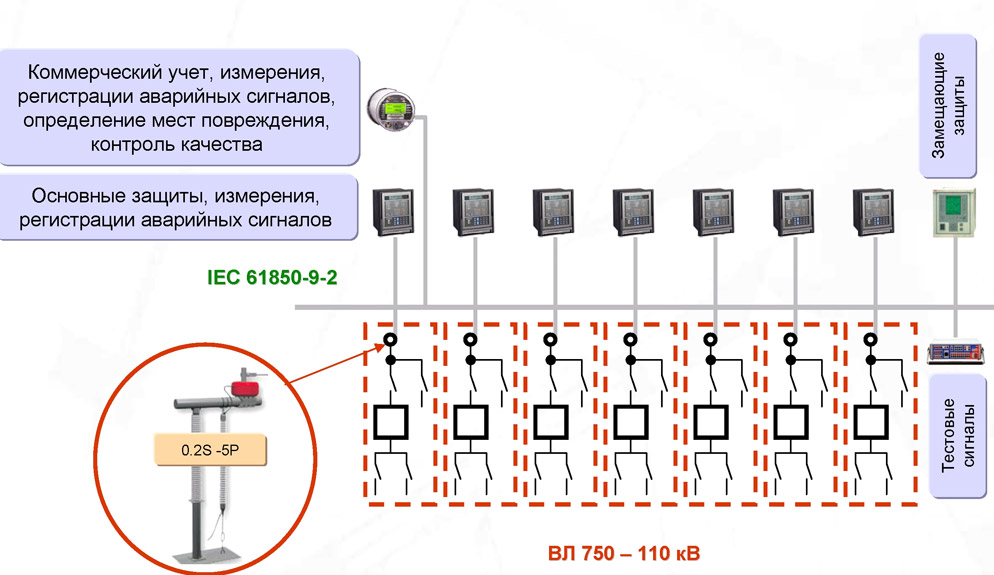 Коммерческий учет, измерения,
регистрации аварийных сигналов,
определение мест повреждения,
контроль качества
Замещающие
защиты
Основные защиты, измерения,
регистрации аварийных сигналов
IEC 61850-9-2
0.2S -5P
Тестовые
сигналы
ВЛ 750 – 110 кВ